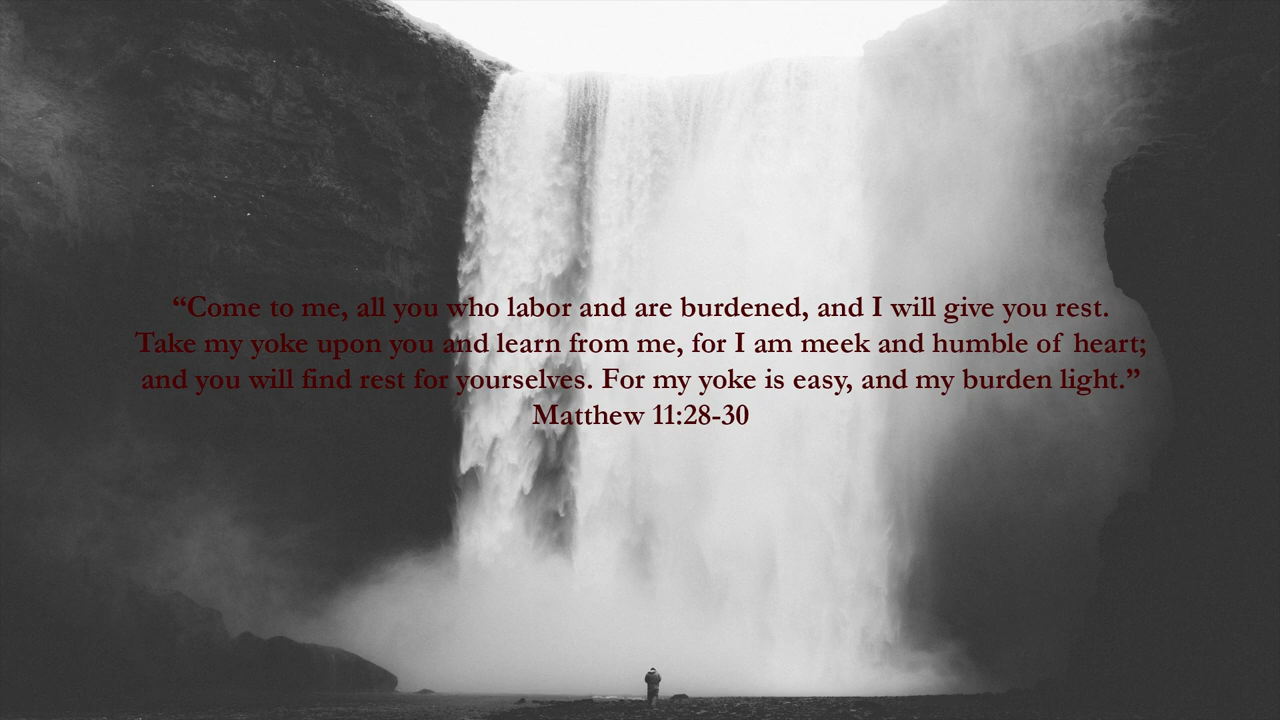 “Come to me, all you who labor and are burdened, and I will give you rest.
Take my yoke upon you and learn from me, for I am meek and humble of heart;
and you will find rest for yourselves. For my yoke is easy, and my burden light.”
Matthew 11:28-30